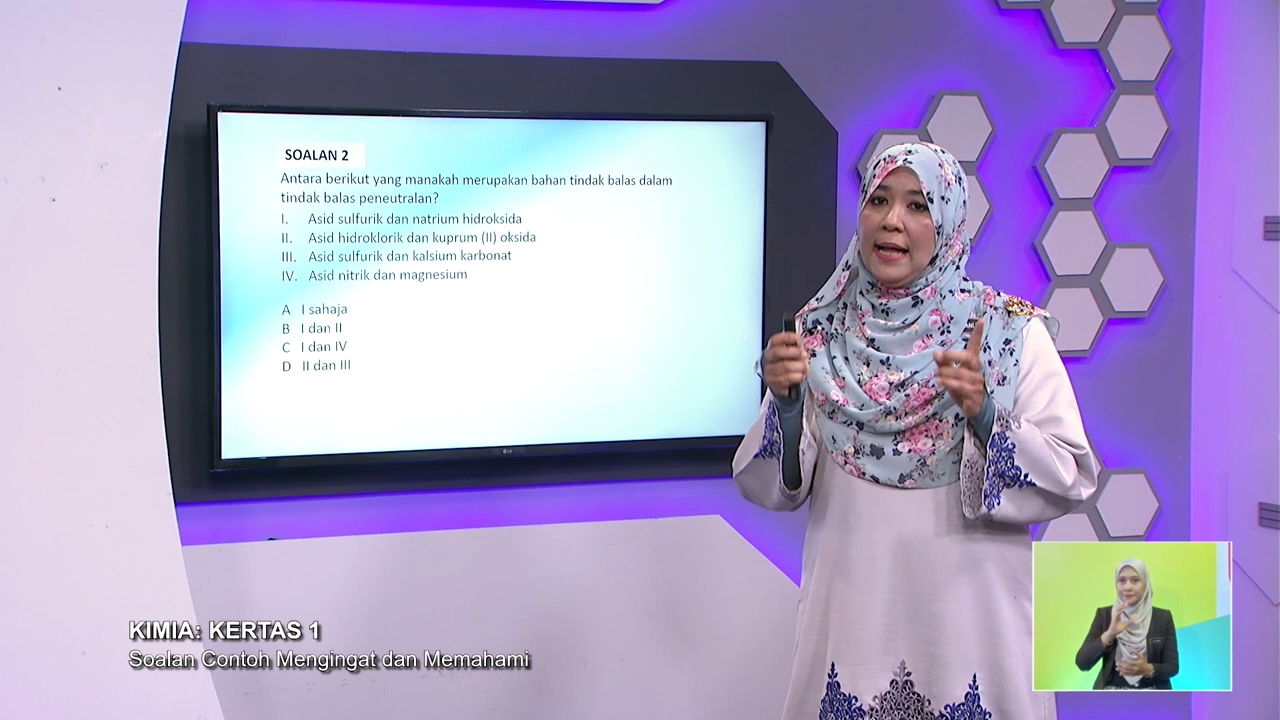 SOALAN 2
Antara berikut yang manakah merupakan bahan tindak balas dalam
tindak balas peneutralan?
I. Asid sulfurik dan natrium hidroksida
II. Asid hidroklorik dan kuprum (II) oksida
III. Asid sulfurik dan kalsium karbonat
IV. Asid nitrik dan magnesium
A I sahaja
B I dan II
C I dan IV
D II dan III
LG
KIMIA: KERTAS 1
Soalan Contoh Mengingat dan Memahami